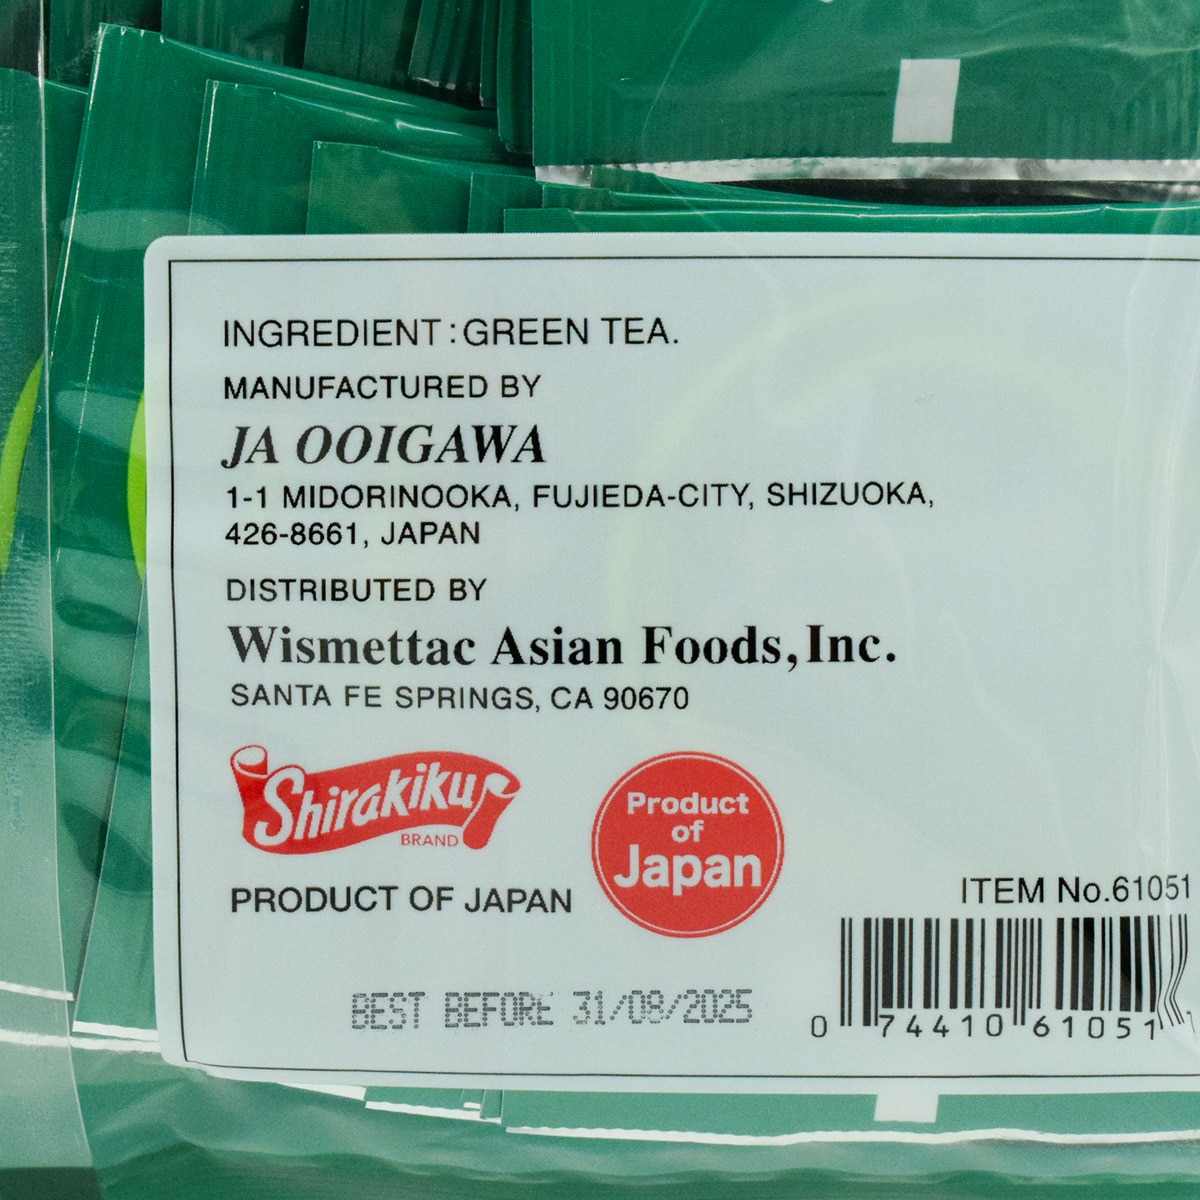 INGREDIENT:GREEN TEA.
MANUFACTURED BY
JA OOIGAWA
1-1 MIDORINOOKA, FUJIEDA-CITY, SHIZUOKA,
426-8661, JAPAN
DISTRIBUTED BY
Wismettac Asian Foods,Inc.
SANTA FE SPRINGS, CA 90670
Shirakiku
BRAND
Product
of
Japan
PRODUCT OF JAPAN
ITEM No.61051
BEST BEFORE 31/08/2025
0 74410 61051 1